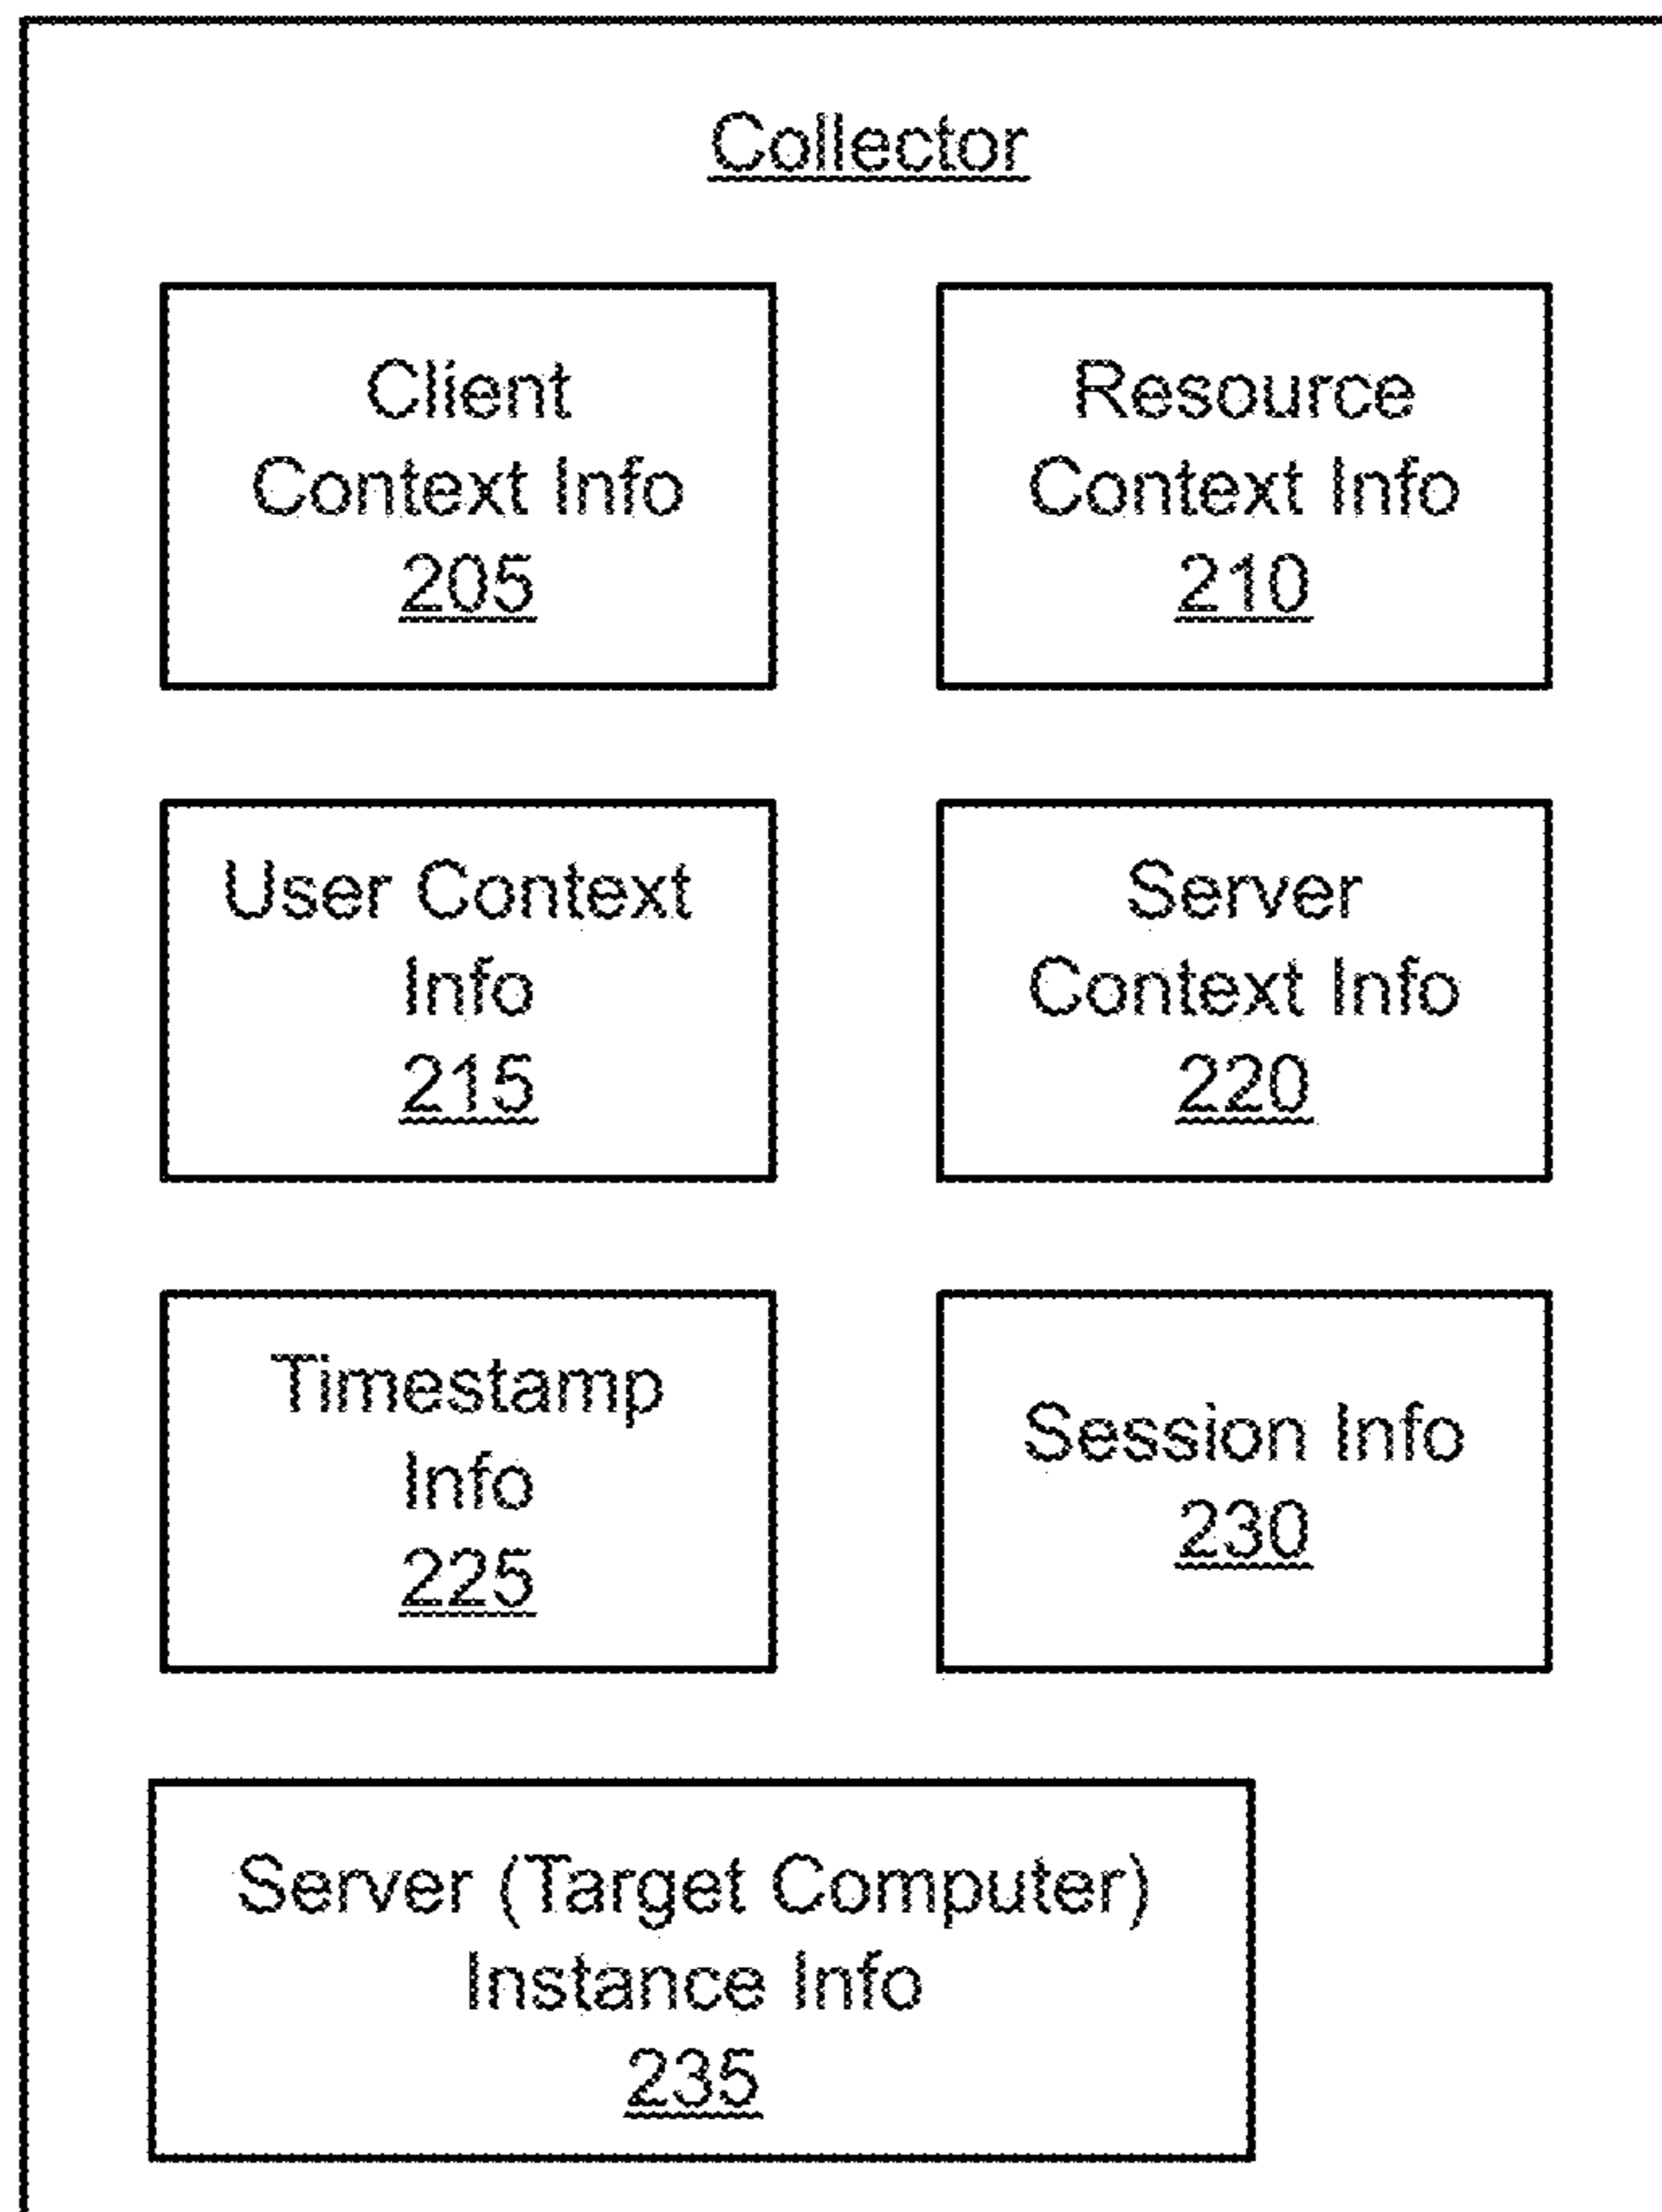 Collector
Client
Context Info
205
Resource
Context Info
210
User Context
Info
215
Server
Context Info
220
Timestamp
Info
225
Session Info
230
Server (Target Computer)
Instance Info
235